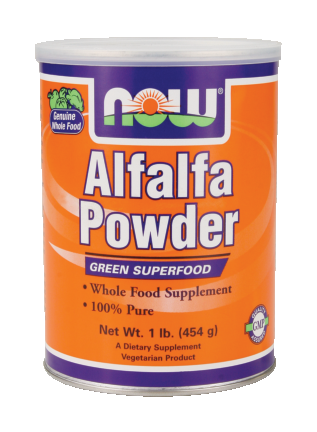 Genuine
Whole Food
NOW®
Alfalfa
Powder
GREEN SUPERFOOD
• Whole Food Supplement
• 100% Pure
Net Wt. 1 lb. (454 g)
A Dietary Supplement
Vegetarian Product
GMP